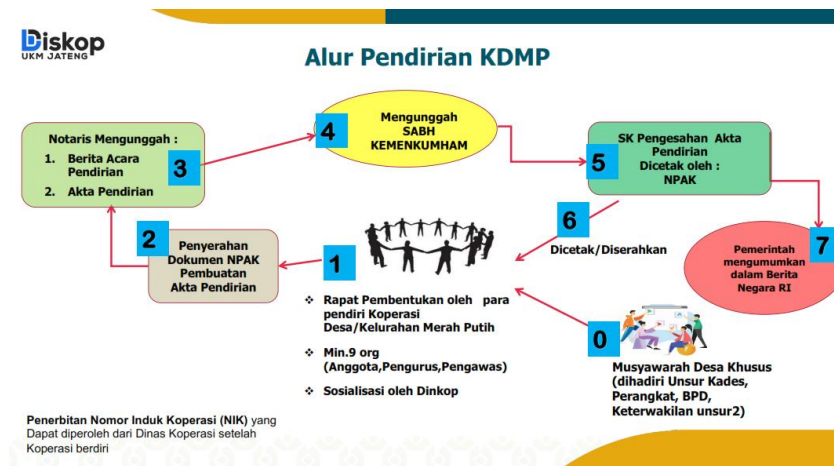 Diskop
UKM JATENG
Alur Pendirian KDMP
Notaris Mengunggah :
1. Berita Acara
Pendirian
2. Akta Pendirian
3
4
Mengunggah
SABH
KEMENKUMHAM
5
SK Pengesahan Akta
Pendirian
Dicetak oleh :
NPAK
2
Penyerahan
Dokumen NPAK
Pembuatan
Akta Pendirian
1
6
Dicetak/Diserahkan
7
Pemerintah
mengumumkan
dalam Berita
Negara RI
❖ Rapat Pembentukan oleh para
pendiri Koperasi
Desa/Kelurahan Merah Putih
❖ Min.9 org
(Anggota,Pengurus,Pengawas)
❖ Sosialisasi oleh Dinkop
0
Musyawarah Desa Khusus
(dihadiri Unsur Kades,
Perangkat, BPD,
Keterwakilan unsur2)
Penerbitan Nomor Induk Koperasi (NIK) yang
Dapat diperoleh dari Dinas Koperasi setelah
Koperasi berdiri